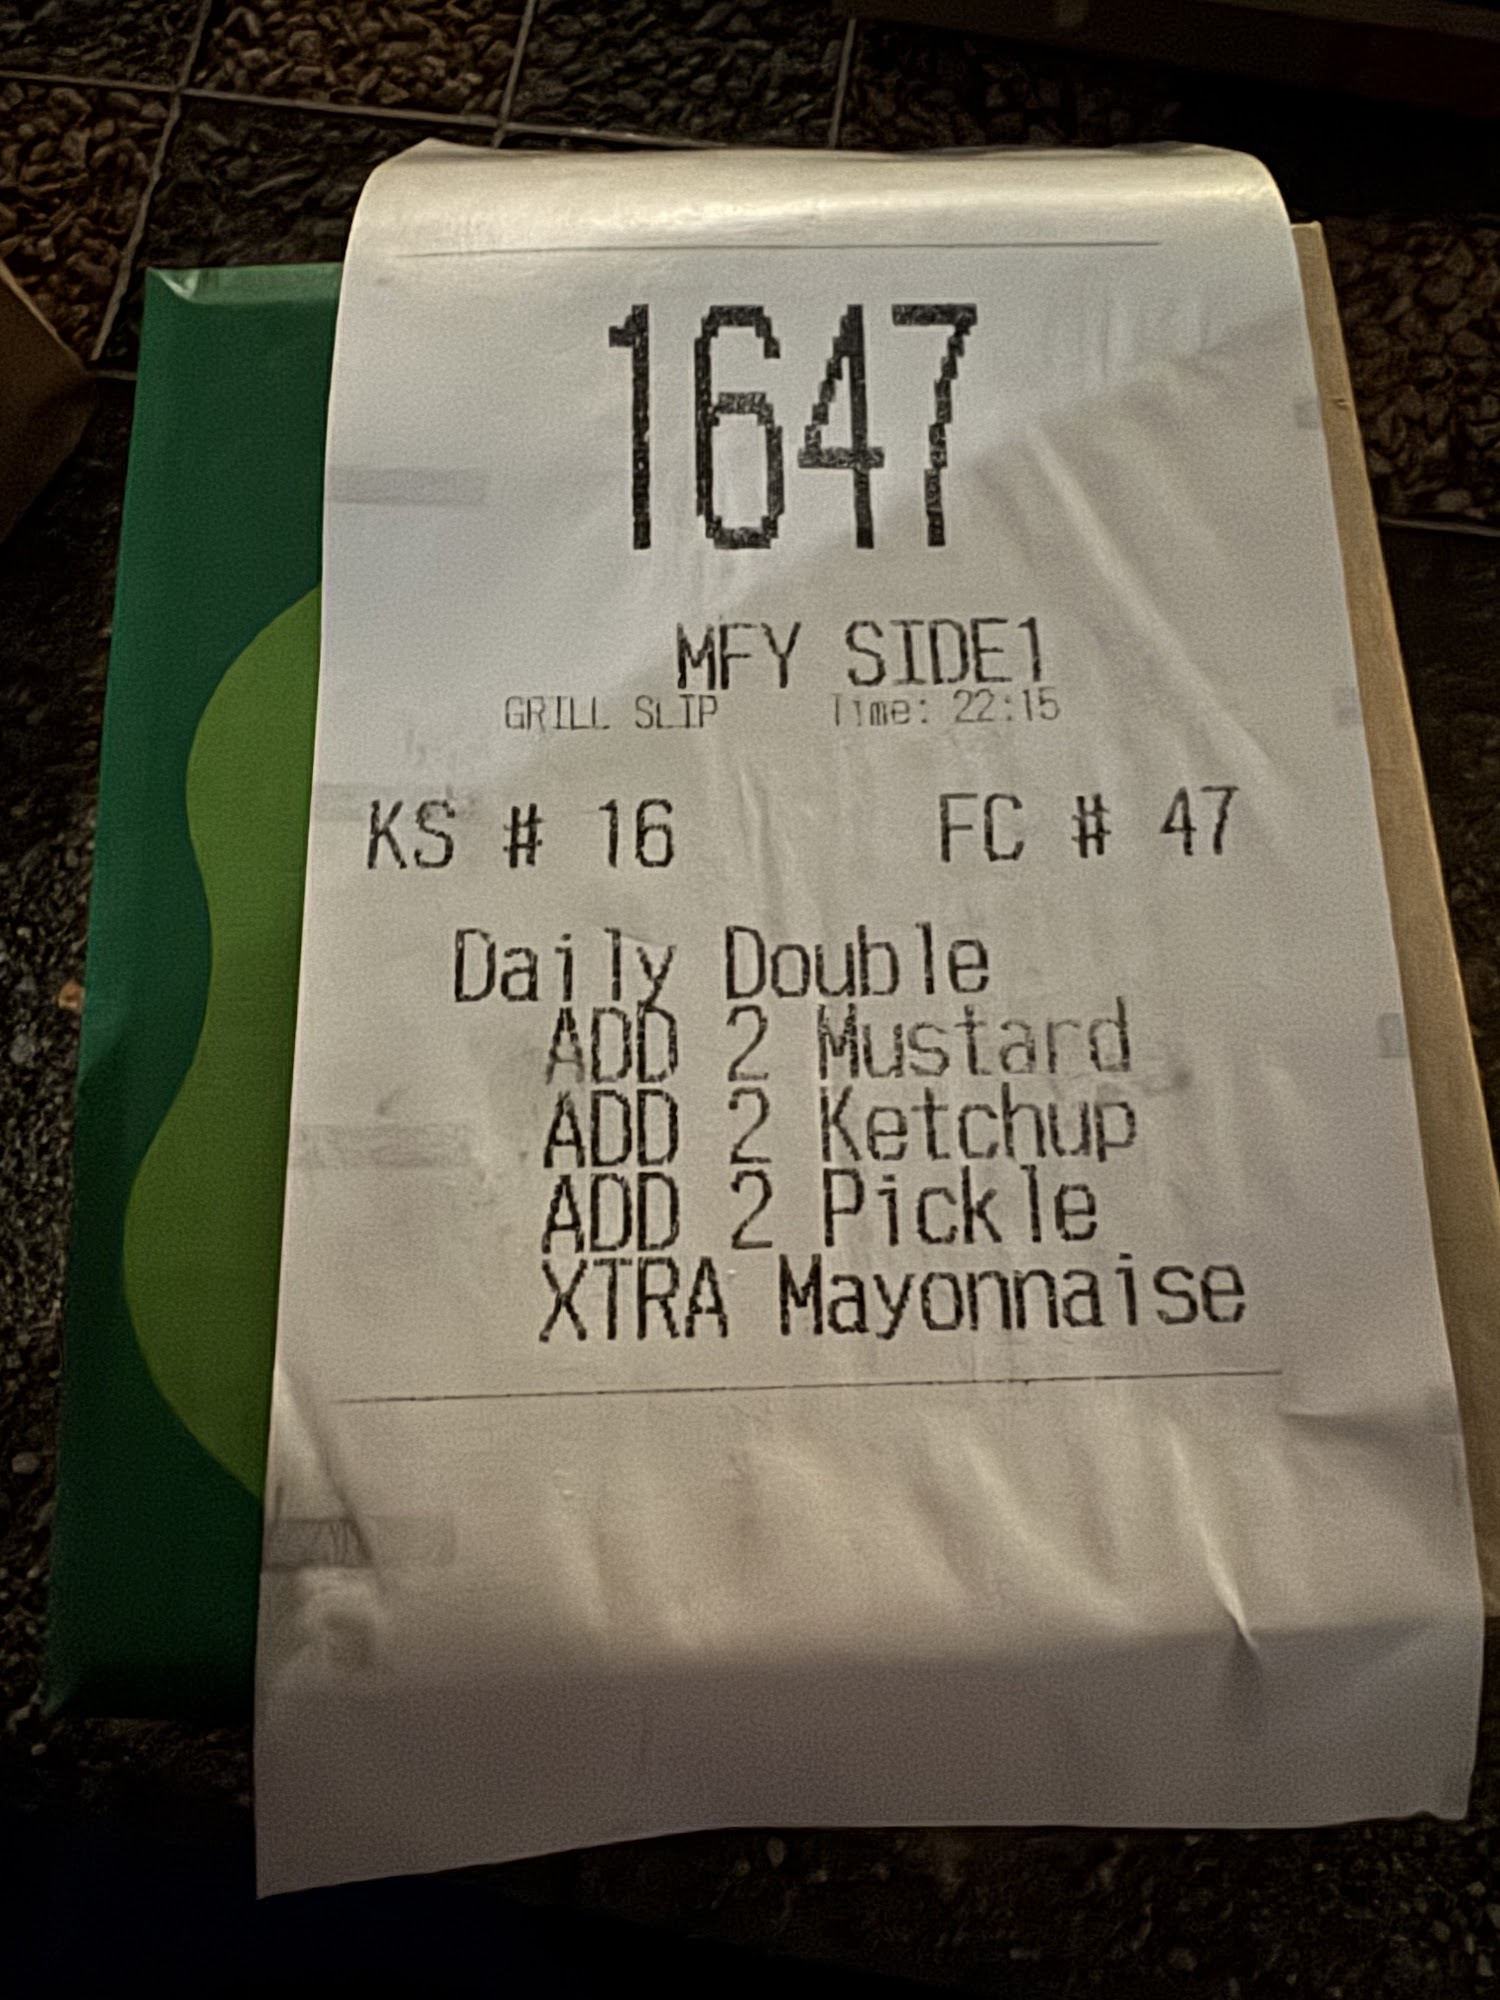 1647
MFY SIDE1
GRILL SLIP Time: 22:15
KS # 16 FC # 47
Daily Double
ADD 2 Mustard
ADD 2 Ketchup
ADD 2 Pickle
XTRA Mayonnaise